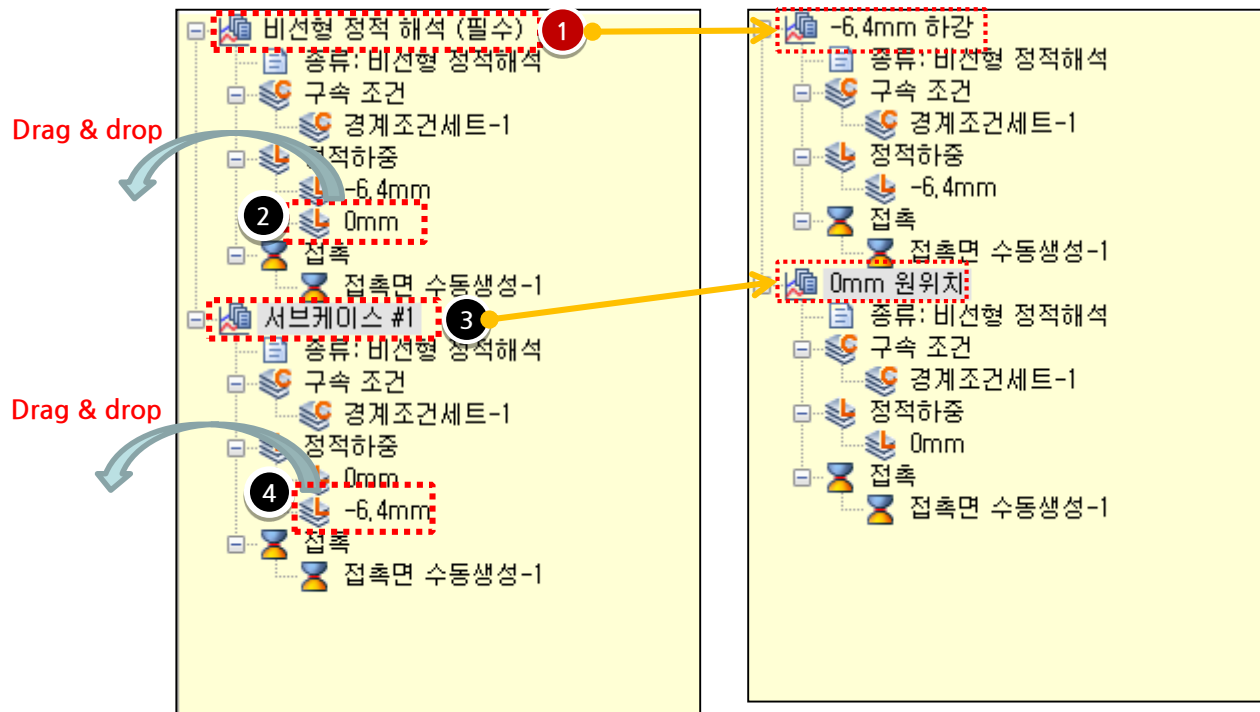 비선형 정적 해석 (필수)
1
종류: 비선형 정적해석
구속 조건
경계조건세트-1
Drag & drop
정적하중
-6,4mm
2
0mm
접촉
접촉면 수동생성-1
서브케이스 #1
3
종류: 비선형 정적해석
구속 조건
경계조건세트-1
Drag & drop
정적하중
0mm
4
-6,4mm
접촉
접촉면 수동생성-1
-6,4mm 하강
종류: 비선형 정적해석
구속 조건
경계조건세트-1
정적하중
-6,4mm
접촉
접촉면 수동생성-1
0mm 원위치
종류: 비선형 정적해석
구속 조건
경계조건세트-1
정적하중
0mm
접촉
접촉면 수동생성-1